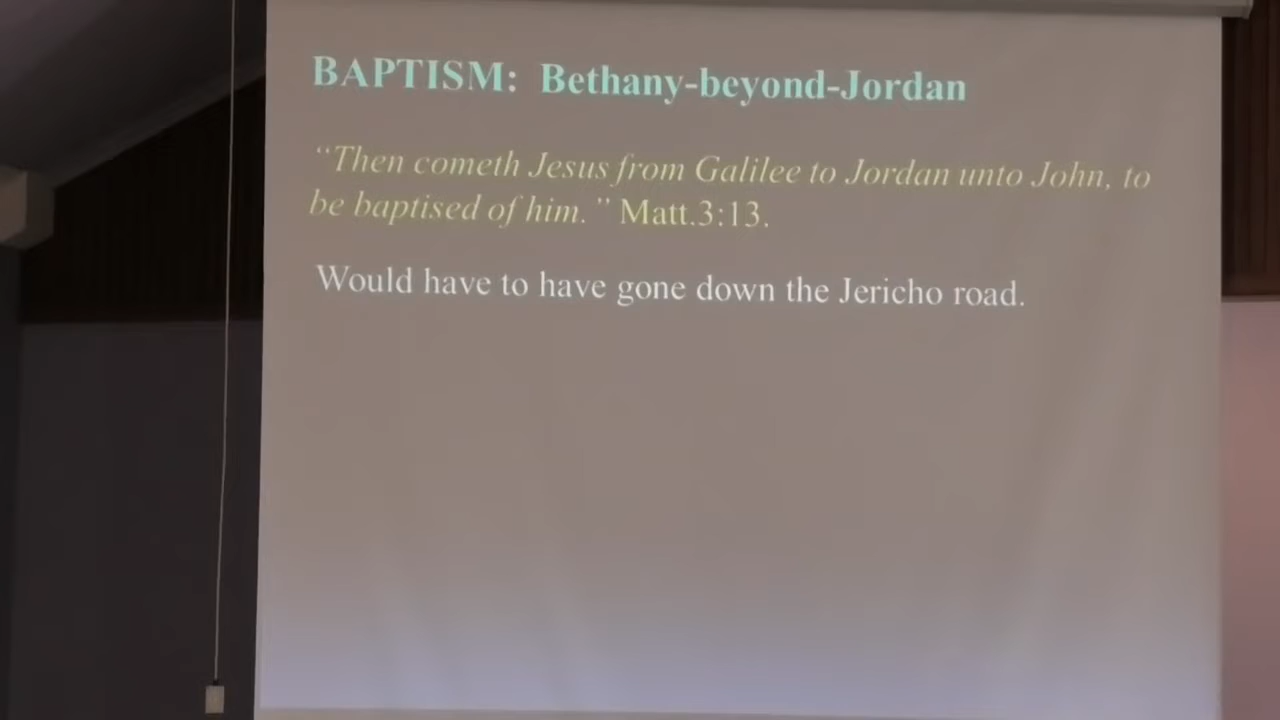 BAPTISM: Bethany-beyond-Jordan
“Then cometh Jesus from Galilee to Jordan unto John, to
be baptised of him.” Matt.3:13.
Would have to have gone down the Jericho road.